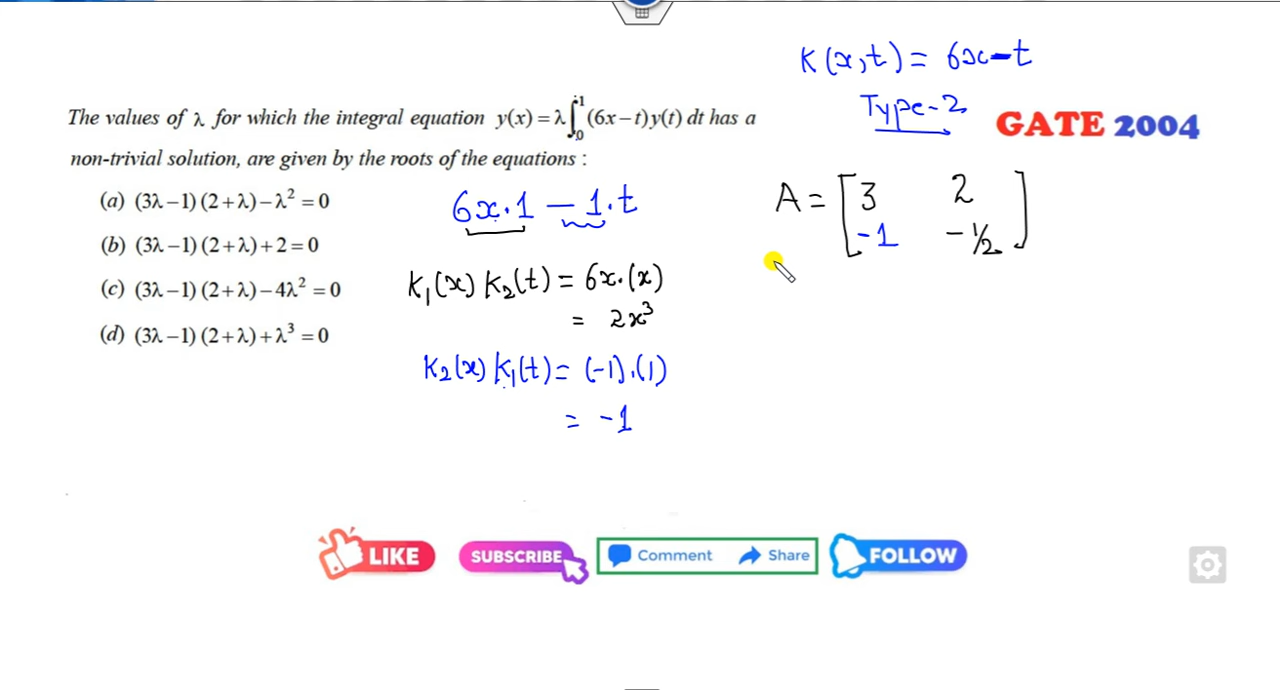 K(x,t) = 6x-t
Type-2
GATE 2004
The values of λ for which the integral equation y(x) = λ∫₀¹(6x − t)y(t) dt has a
non-trivial solution, are given by the roots of the equations :
(a) (3λ−1)(2+λ)−λ² = 0
(b) (3λ−1)(2+λ)+2 = 0
(c) (3λ−1)(2+λ)−4λ² = 0
(d) (3λ−1)(2+λ)+λ³ = 0
6x.1 − 1.t
K₁(x) K₂(t) = 6x.(x)
= 2x³
K₂(x) K₁(t) = (-1).(1)
= -1
A = [3 2
-1 -½]
LIKE
SUBSCRIBE
Comment
Share
FOLLOW